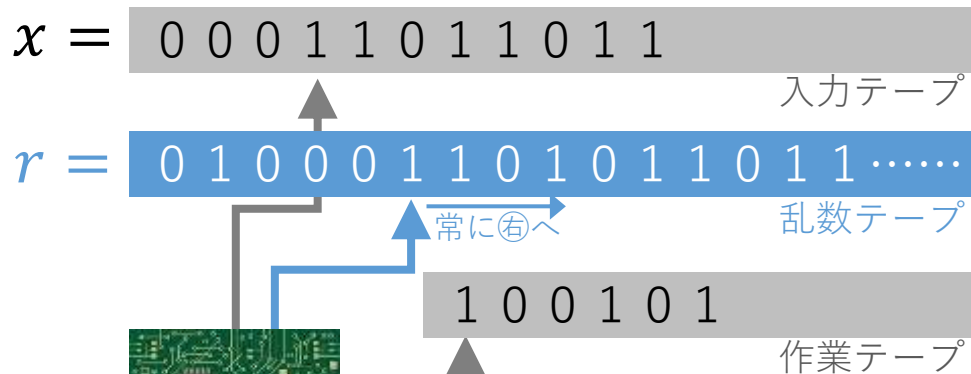 x = 0 0 0 1 1 0 1 1 0 1 1
入力テープ
r = 0 1 0 0 0 1 1 0 1 0 1 1 0 1 1 ……
常に㊨へ
乱数テープ
1 0 0 1 0 1
作業テープ